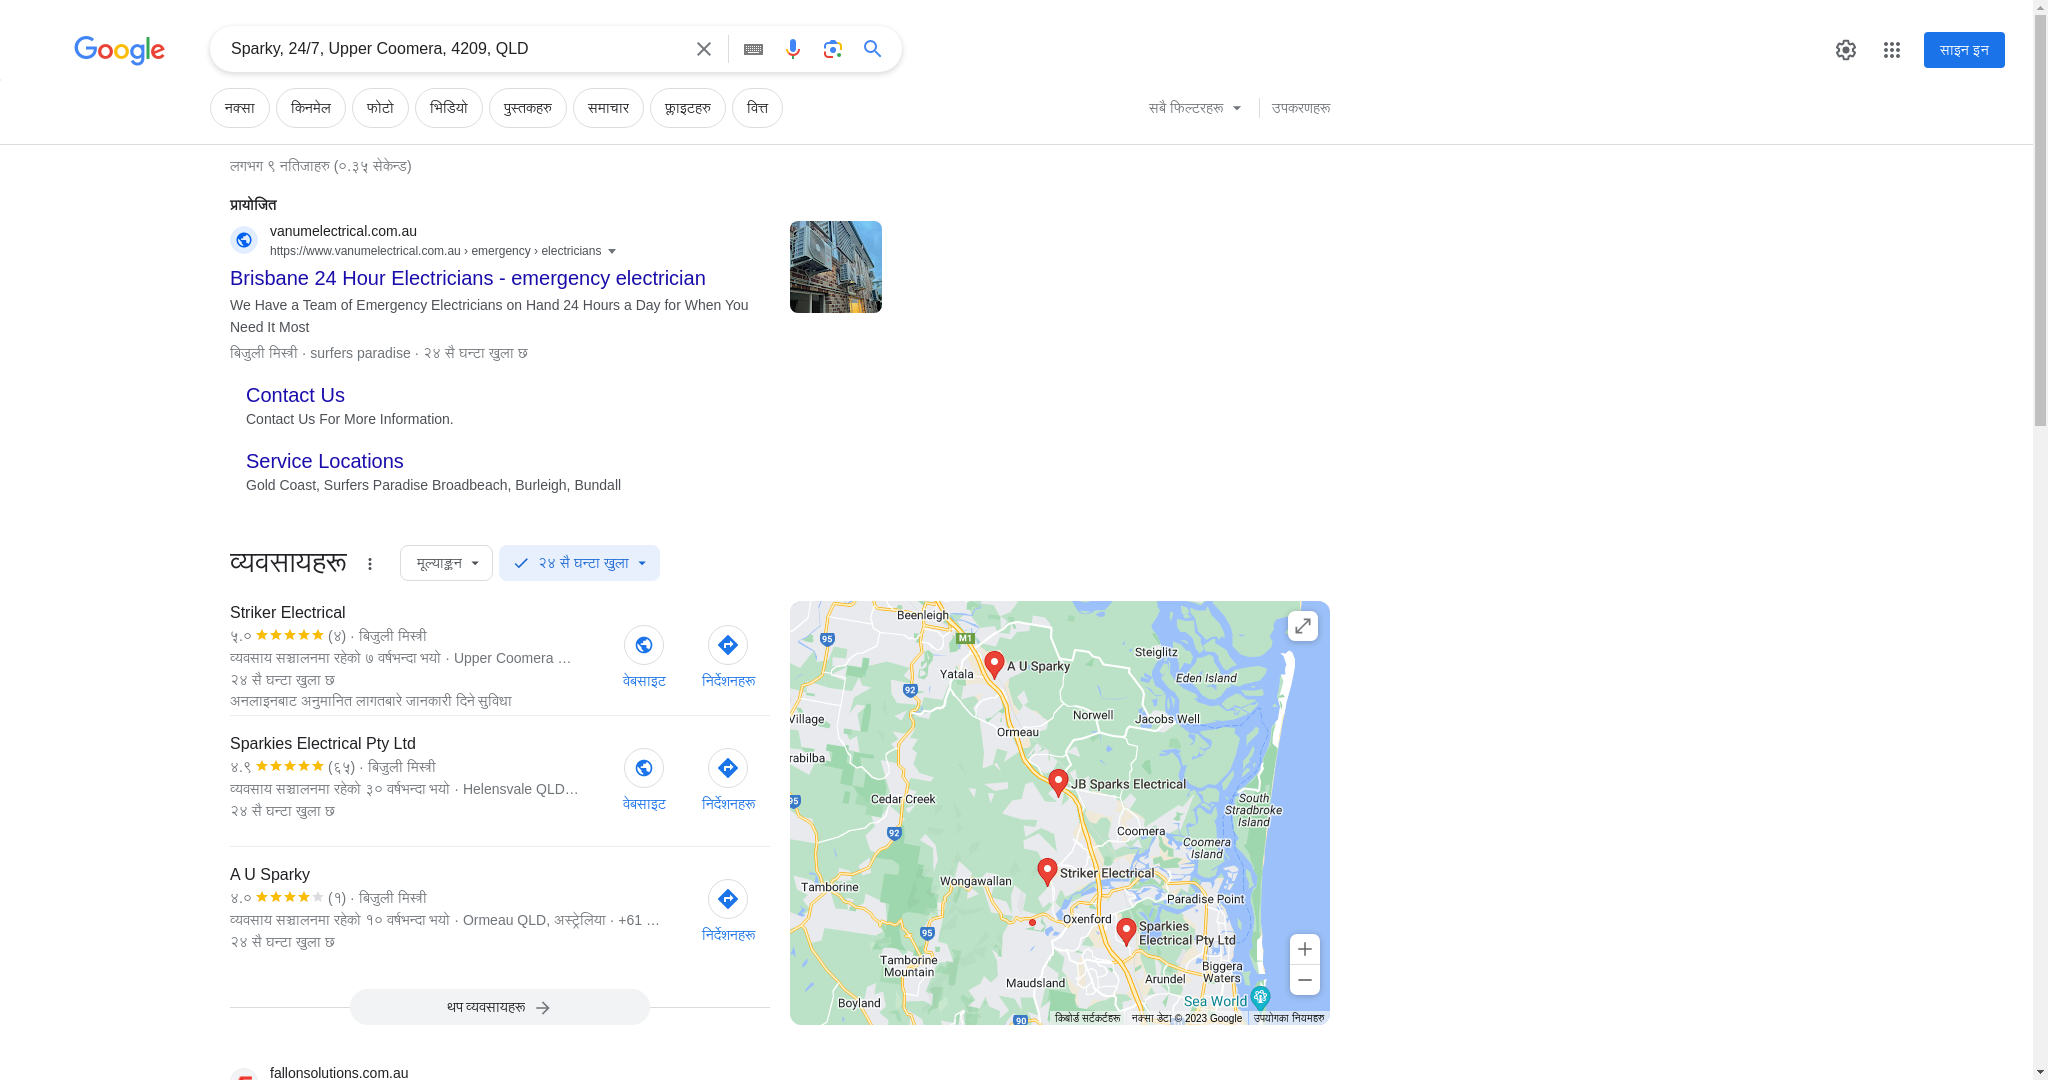 Google
Sparky, 24/7, Upper Coomera, 4209, QLD
साइन इन
नक्सा
किनमेल
फोटो
भिडियो
पुस्तकहरु
समाचार
फ्लाइटहरु
वित्त
सबै फिल्टरहरू
उपकरणहरू
लगभग ९ नतिजाहरु (०.३५ सेकेन्ड)
प्रायोजित
vanumelectrical.com.au
https://www.vanumelectrical.com.au › emergency › electricians
Brisbane 24 Hour Electricians - emergency electrician
We Have a Team of Emergency Electricians on Hand 24 Hours a Day for When You
Need It Most
बिजुली मिस्त्री · surfers paradise · २४ सै घन्टा खुला छ
Contact Us
Contact Us For More Information.
Service Locations
Gold Coast, Surfers Paradise Broadbeach, Burleigh, Bundall
व्यवसायहरू
मूल्याङ्कन
२४ सै घन्टा खुला
Striker Electrical
५.० (४) · बिजुली मिस्त्री
व्यवसाय सञ्चालनमा रहेको ७ वर्षभन्दा भयो · Upper Coomera ...
२४ सै घन्टा खुला छ
अनलाइनबाट अनुमानित लागतबारे जानकारी दिने सुविधा
वेबसाइट
निर्देशनहरू
Sparkies Electrical Pty Ltd
४.९ (६५) · बिजुली मिस्त्री
व्यवसाय सञ्चालनमा रहेको ३० वर्षभन्दा भयो · Helensvale QLD...
२४ सै घन्टा खुला छ
वेबसाइट
निर्देशनहरू
A U Sparky
४.० (१) · बिजुली मिस्त्री
व्यवसाय सञ्चालनमा रहेको १० वर्षभन्दा भयो · Ormeau QLD, अस्ट्रेलिया · +61 ...
२४ सै घन्टा खुला छ
निर्देशनहरू
थप व्यवसायहरू
Beenleigh
95
M1
Steiglitz
A U Sparky
Yatala
Eden Island
92
Village
Norwell
Jacobs Well
Ormeau
rabilba
JB Sparks Electrical
95
Cedar Creek
South
Stradbroke
Island
92
Coomera
Coomera
Island
Striker Electrical
Wongawallan
Tamborine
Paradise Point
Oxenford
Sparkies
Electrical Pty Ltd
95
Tamborine
Mountain
Biggera
Waters
Arundel
Maudsland
Boyland
Sea World
90
किबोर्ड सर्टकर्टहरू
नक्सा डेटा © 2023 Google
उपयोगका नियमहरु
fallonsolutions.com.au